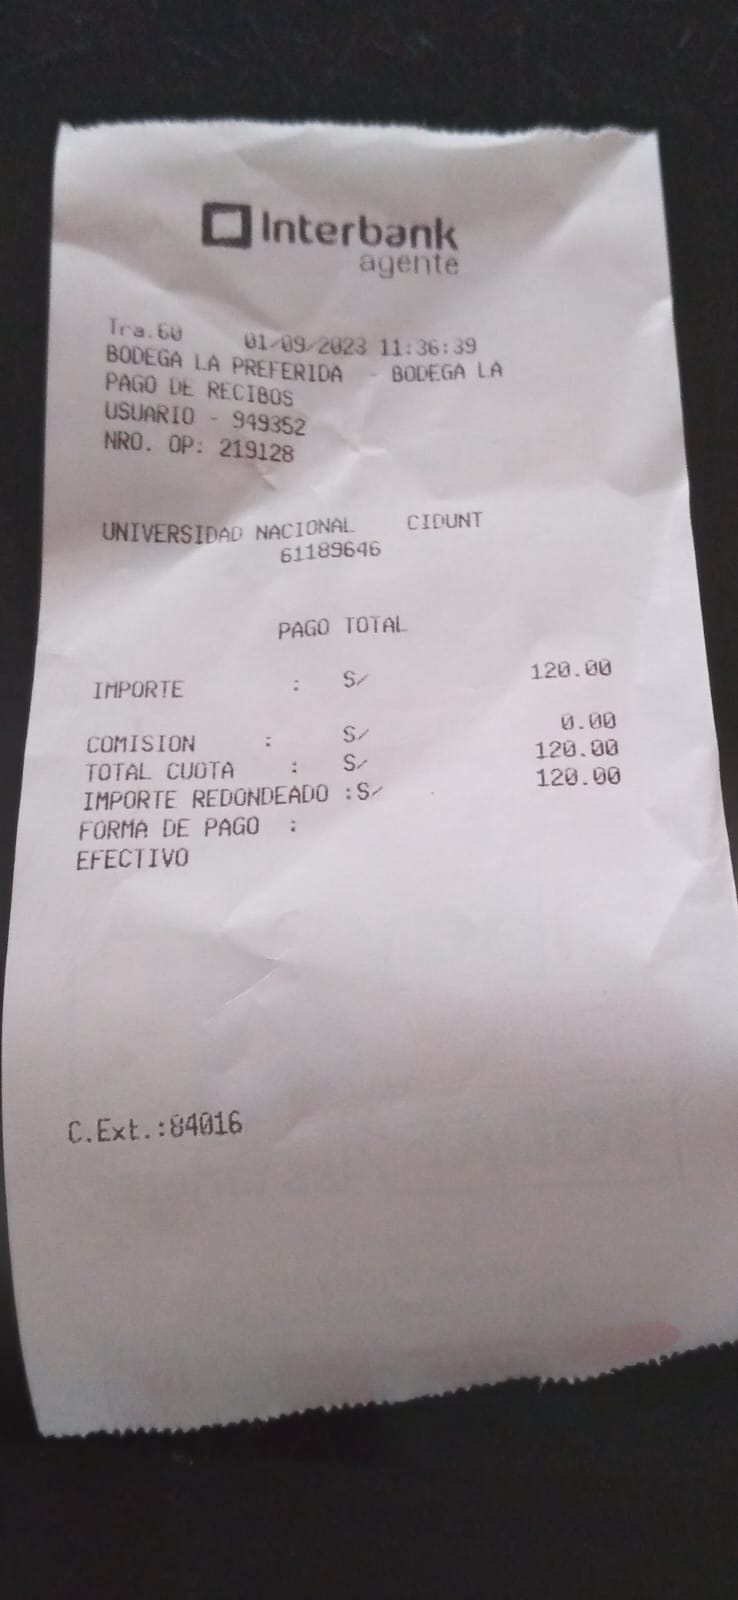 Interbank
agente
Tra.60 01/09/2023 11:36:39
BODEGA LA PREFERIDA - BODEGA LA
PAGO DE RECIBOS
USUARIO - 949352
NRO. OP: 219128
UNIVERSIDAD NACIONAL CIDUNT
61189646
PAGO TOTAL
IMPORTE : S/ 120.00
COMISION : S/ 0.00
TOTAL CUOTA : S/ 120.00
IMPORTE REDONDEADO :S/ 120.00
FORMA DE PAGO :
EFECTIVO
C.Ext.:84016